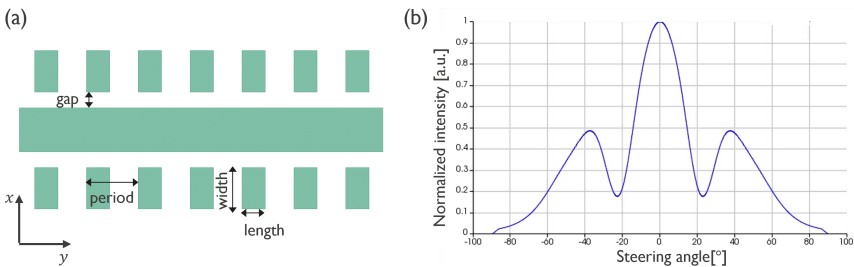 (a)
gap
period
width
length
x
y
(b)
Normalized intensity [a.u.]
1
0.9
0.8
0.7
0.6
0.5
0.4
0.3
0.2
0.1
0
-100 -80 -60 -40 -20 0 20 40 60 80 100
Steering angle[°]